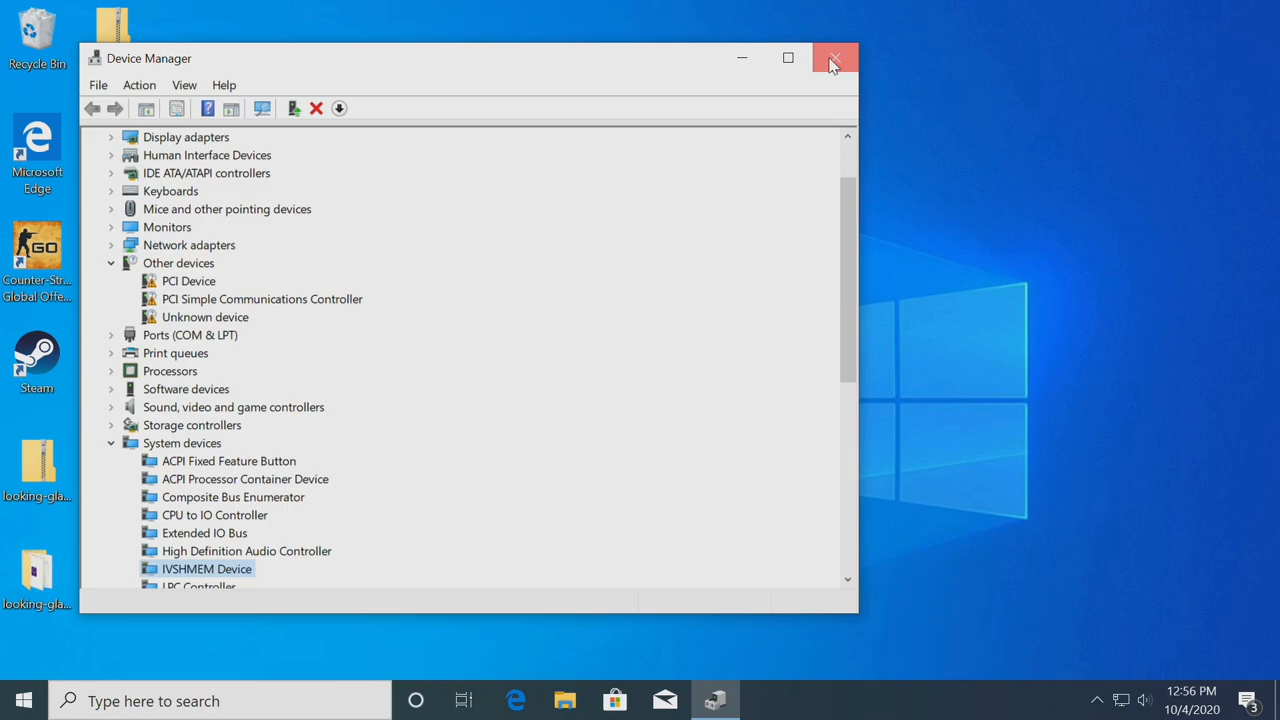 Recycle Bin
Microsoft
Edge
GO
Counter-Str...
Global Offe...
Steam
looking-gla...
looking-gla...
Device Manager
File Action View Help
Display adapters
Human Interface Devices
IDE ATA/ATAPI controllers
Keyboards
Mice and other pointing devices
Monitors
Network adapters
Other devices
PCI Device
PCI Simple Communications Controller
Unknown device
Ports (COM & LPT)
Print queues
Processors
Software devices
Sound, video and game controllers
Storage controllers
System devices
ACPI Fixed Feature Button
ACPI Processor Container Device
Composite Bus Enumerator
CPU to IO Controller
Extended IO Bus
High Definition Audio Controller
IVSHMEM Device
LPC Controller
Type here to search
12:56 PM
10/4/2020
3